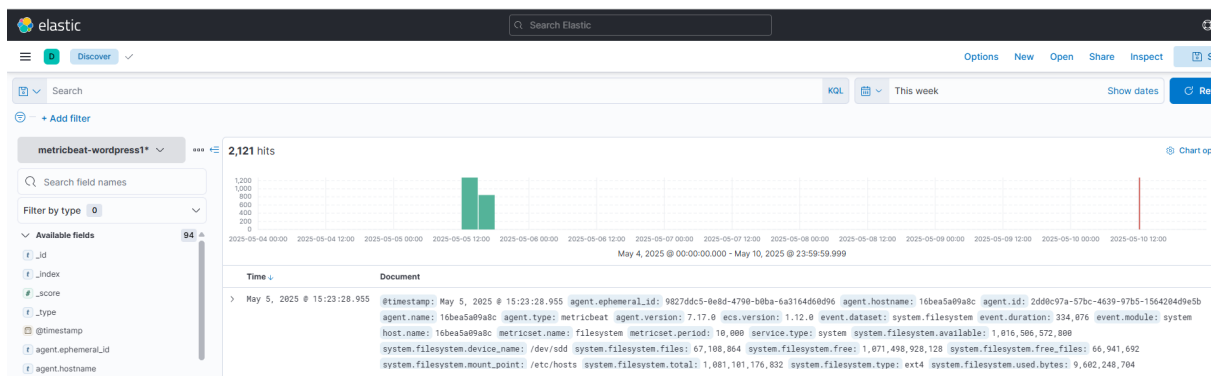 elastic
Search Elastic
D Discover
Options New Open Share Inspect
Search KQL This week Show dates
+ Add filter
metricbeat-wordpress1*
Search field names
Filter by type 0
Available fields 94
t _id
t _index
# _score
t _type
@timestamp
t agent.ephemeral_id
t agent.hostname
2,121 hits
1,200
1,000
800
600
400
200
0
2025-05-04 00:00 2025-05-04 12:00 2025-05-05 00:00 2025-05-05 12:00 2025-05-06 00:00 2025-05-06 12:00 2025-05-07 00:00 2025-05-07 12:00 2025-05-08 00:00 2025-05-08 12:00 2025-05-09 00:00 2025-05-09 12:00 2025-05-10 00:00 2025-05-10 12:00
May 4, 2025 @ 00:00:00.000 - May 10, 2025 @ 23:59:59.999
Time Document
May 5, 2025 @ 15:23:28.955 @timestamp: May 5, 2025 @ 15:23:28.955 agent.ephemeral_id: 9827ddc5-0e8d-4790-b0ba-6a3164d60d96 agent.hostname: 16bea5a09a8c agent.id: 2dd0c97a-57bc-4639-97b5-1564204d9e5b
agent.name: 16bea5a09a8c agent.type: metricbeat agent.version: 7.17.0 ecs.version: 1.12.0 event.dataset: system.filesystem event.duration: 334,076 event.module: system
host.name: 16bea5a09a8c metricset.name: filesystem metricset.period: 10,000 service.type: system system.filesystem.available: 1,016,506,572,800
system.filesystem.device_name: /dev/sdd system.filesystem.files: 67,108,864 system.filesystem.free: 1,071,498,928,128 system.filesystem.free_files: 66,941,692
system.filesystem.mount_point: /etc/hosts system.filesystem.total: 1,081,101,176,832 system.filesystem.type: ext4 system.filesystem.used.bytes: 9,602,248,704